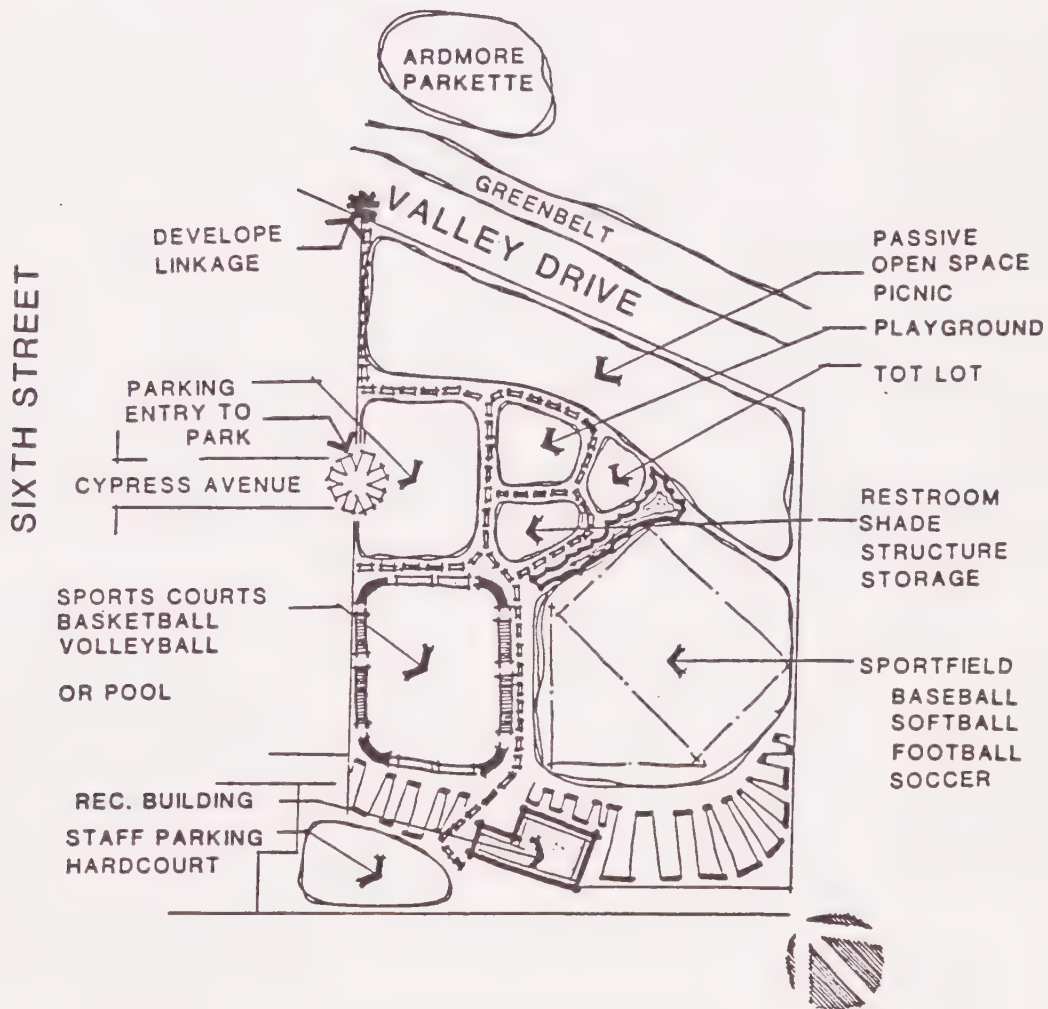 ARDMORE
PARKETTE
GREENBELT
VALLEY DRIVE
DEVELOPE
LINKAGE
PASSIVE
OPEN SPACE
PICNIC
PLAYGROUND
TOT LOT
SIXTH STREET
PARKING
ENTRY TO
PARK
CYPRESS AVENUE
RESTROOM
SHADE
STRUCTURE
STORAGE
SPORTS COURTS
BASKETBALL
VOLLEYBALL
OR POOL
SPORTFIELD
BASEBALL
SOFTBALL
FOOTBALL
SOCCER
REC. BUILDING
STAFF PARKING
HARDCOURT